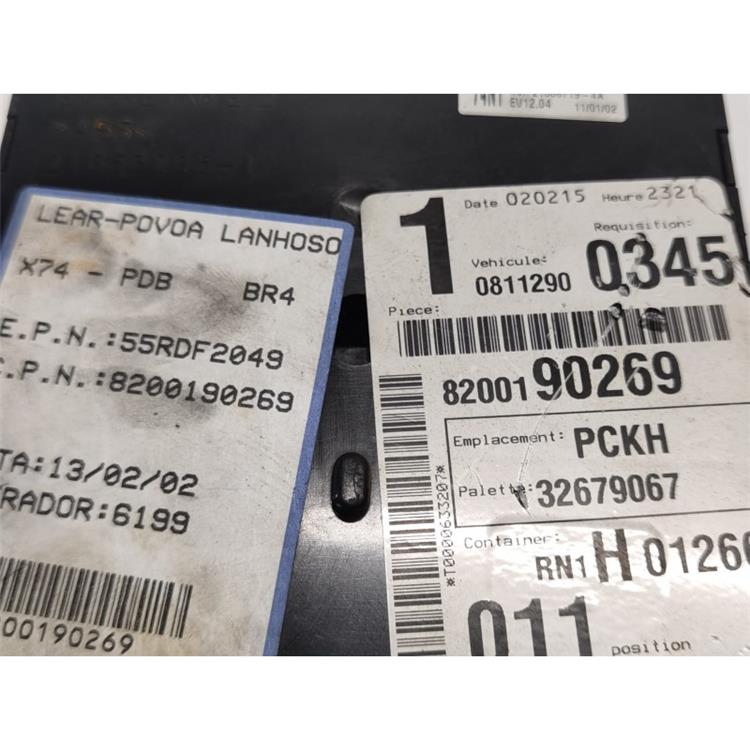 EV12.04 11/01/02
LEAR-POVOA LANHOSO
X74 - PDB BR4
E.P.N.:55RDF2049
C.P.N.:8200190269
TA:13/02/02
RADOR:6199
00190269
1 Date 020215 Heure 2321
Requisition:
Vehicule: 0811290 0345
Piece:
8200190269
Emplacement: PCKH
Palette: 32679067
*T0000633207*
Container:
RN1 H 01266
011 position